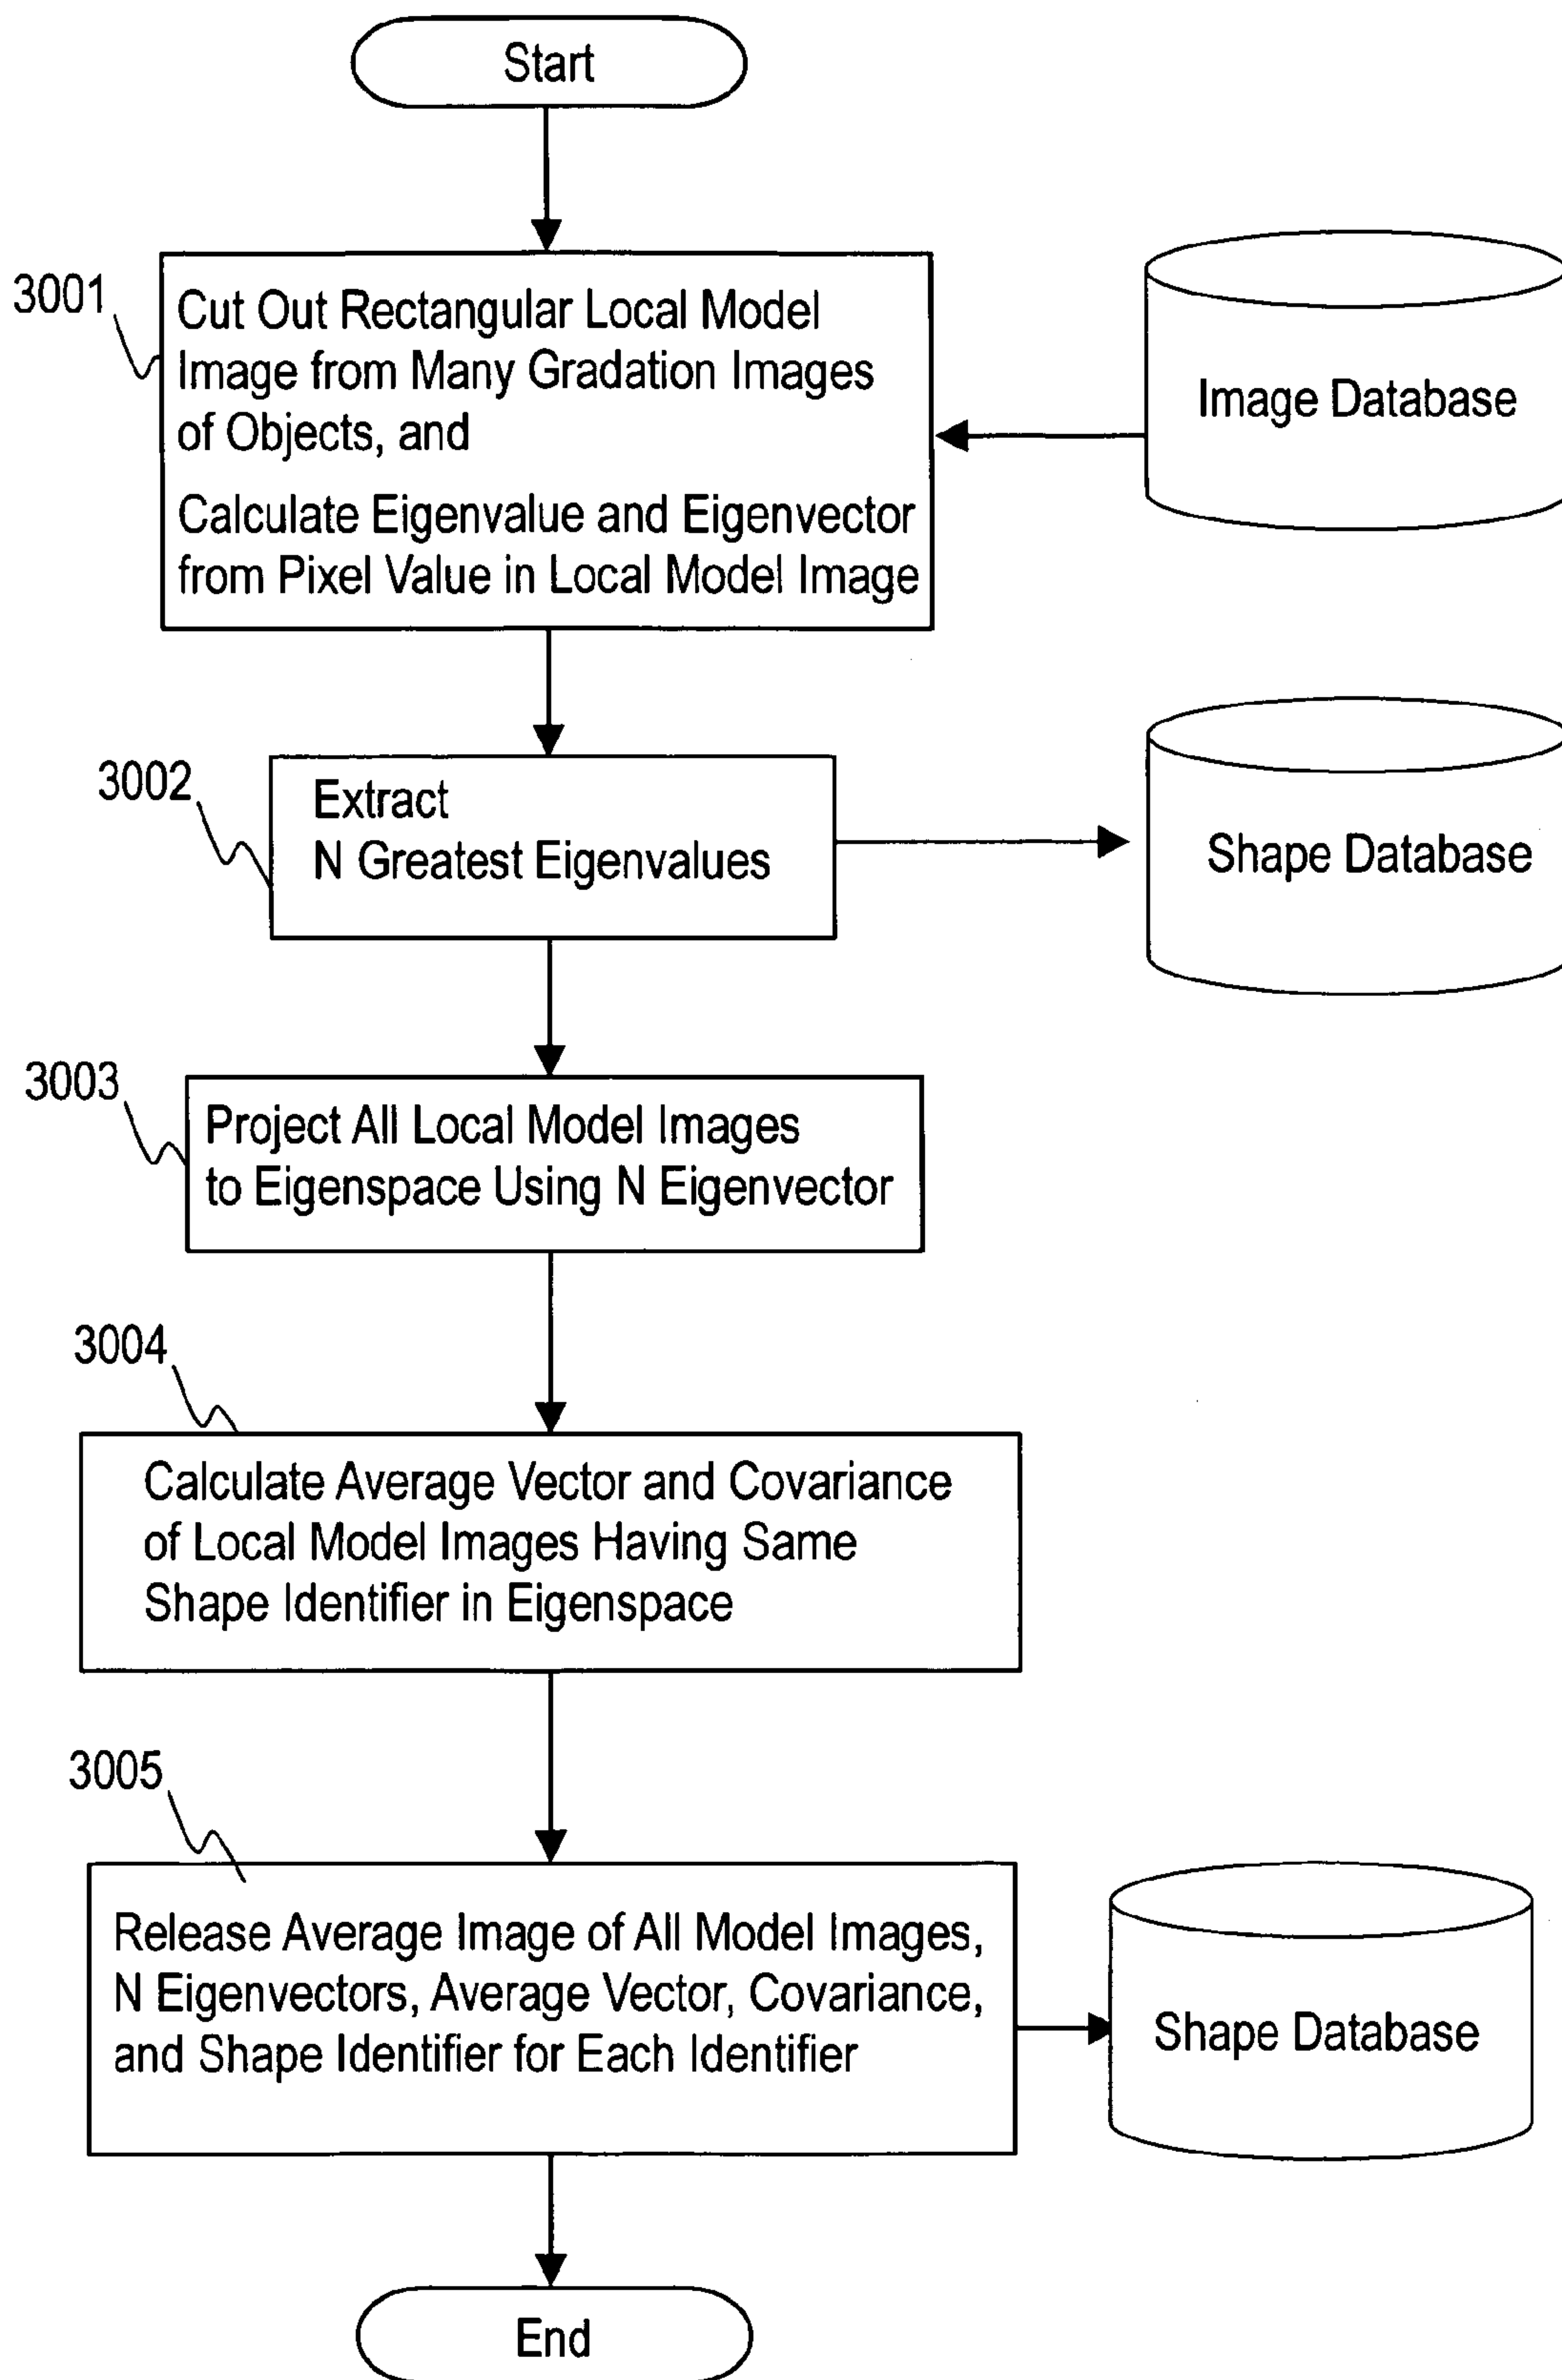 Start
3001
Cut Out Rectangular Local Model
Image from Many Gradation Images
of Objects, and
Calculate Eigenvalue and Eigenvector
from Pixel Value in Local Model Image
Image Database
3002
Extract
N Greatest Eigenvalues
Shape Database
3003
Project All Local Model Images
to Eigenspace Using N Eigenvector
3004
Calculate Average Vector and Covariance
of Local Model Images Having Same
Shape Identifier in Eigenspace
3005
Release Average Image of All Model Images,
N Eigenvectors, Average Vector, Covariance,
and Shape Identifier for Each Identifier
Shape Database
End